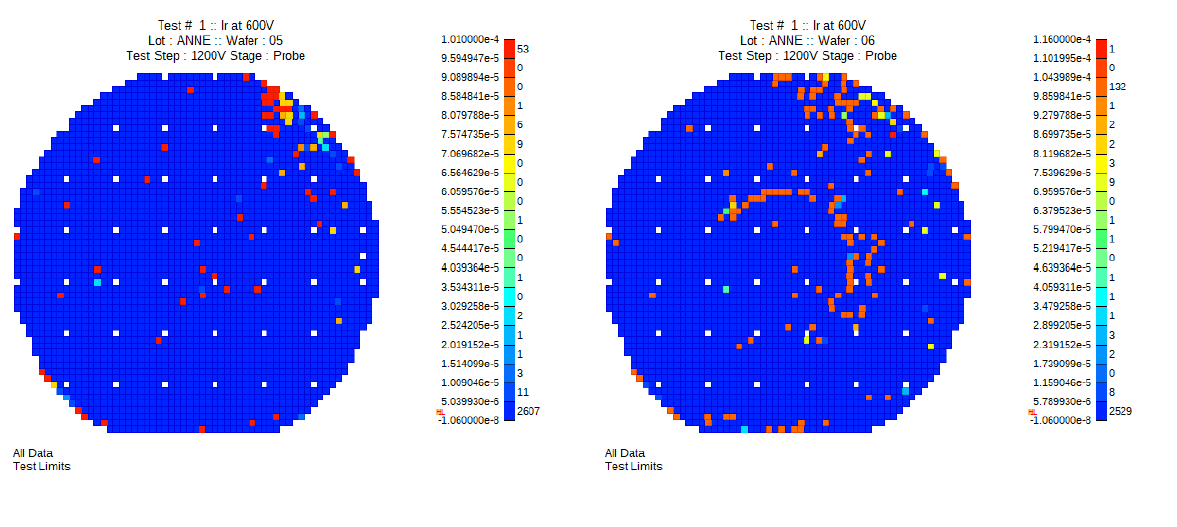 Test # 1 :: Ir at 600V
Lot : ANNE :: Wafer : 05
Test Step : 1200V Stage : Probe
1.010000e-4
9.594947e-5
9.089894e-5
8.584841e-5
8.079788e-5
7.574735e-5
7.069682e-5
6.564629e-5
6.059576e-5
5.554523e-5
5.049470e-5
4.544417e-5
4.039364e-5
3.534311e-5
3.029258e-5
2.524205e-5
2.019152e-5
1.514099e-5
1.009046e-5
5.039930e-6
-1.060000e-8
53
0
0
1
6
9
0
0
0
1
0
0
1
0
2
1
1
3
11
2607
All Data
Test Limits
Test # 1 :: Ir at 600V
Lot : ANNE :: Wafer : 06
Test Step : 1200V Stage : Probe
1.160000e-4
1.101995e-4
1.043989e-4
9.859841e-5
9.279788e-5
8.699735e-5
8.119682e-5
7.539629e-5
6.959576e-5
6.379523e-5
5.799470e-5
5.219417e-5
4.639364e-5
4.059311e-5
3.479258e-5
2.899205e-5
2.319152e-5
1.739099e-5
1.159046e-5
5.789930e-6
-1.060000e-8
1
0
132
1
2
2
3
9
0
1
1
0
1
1
1
3
2
0
8
2529
All Data
Test Limits